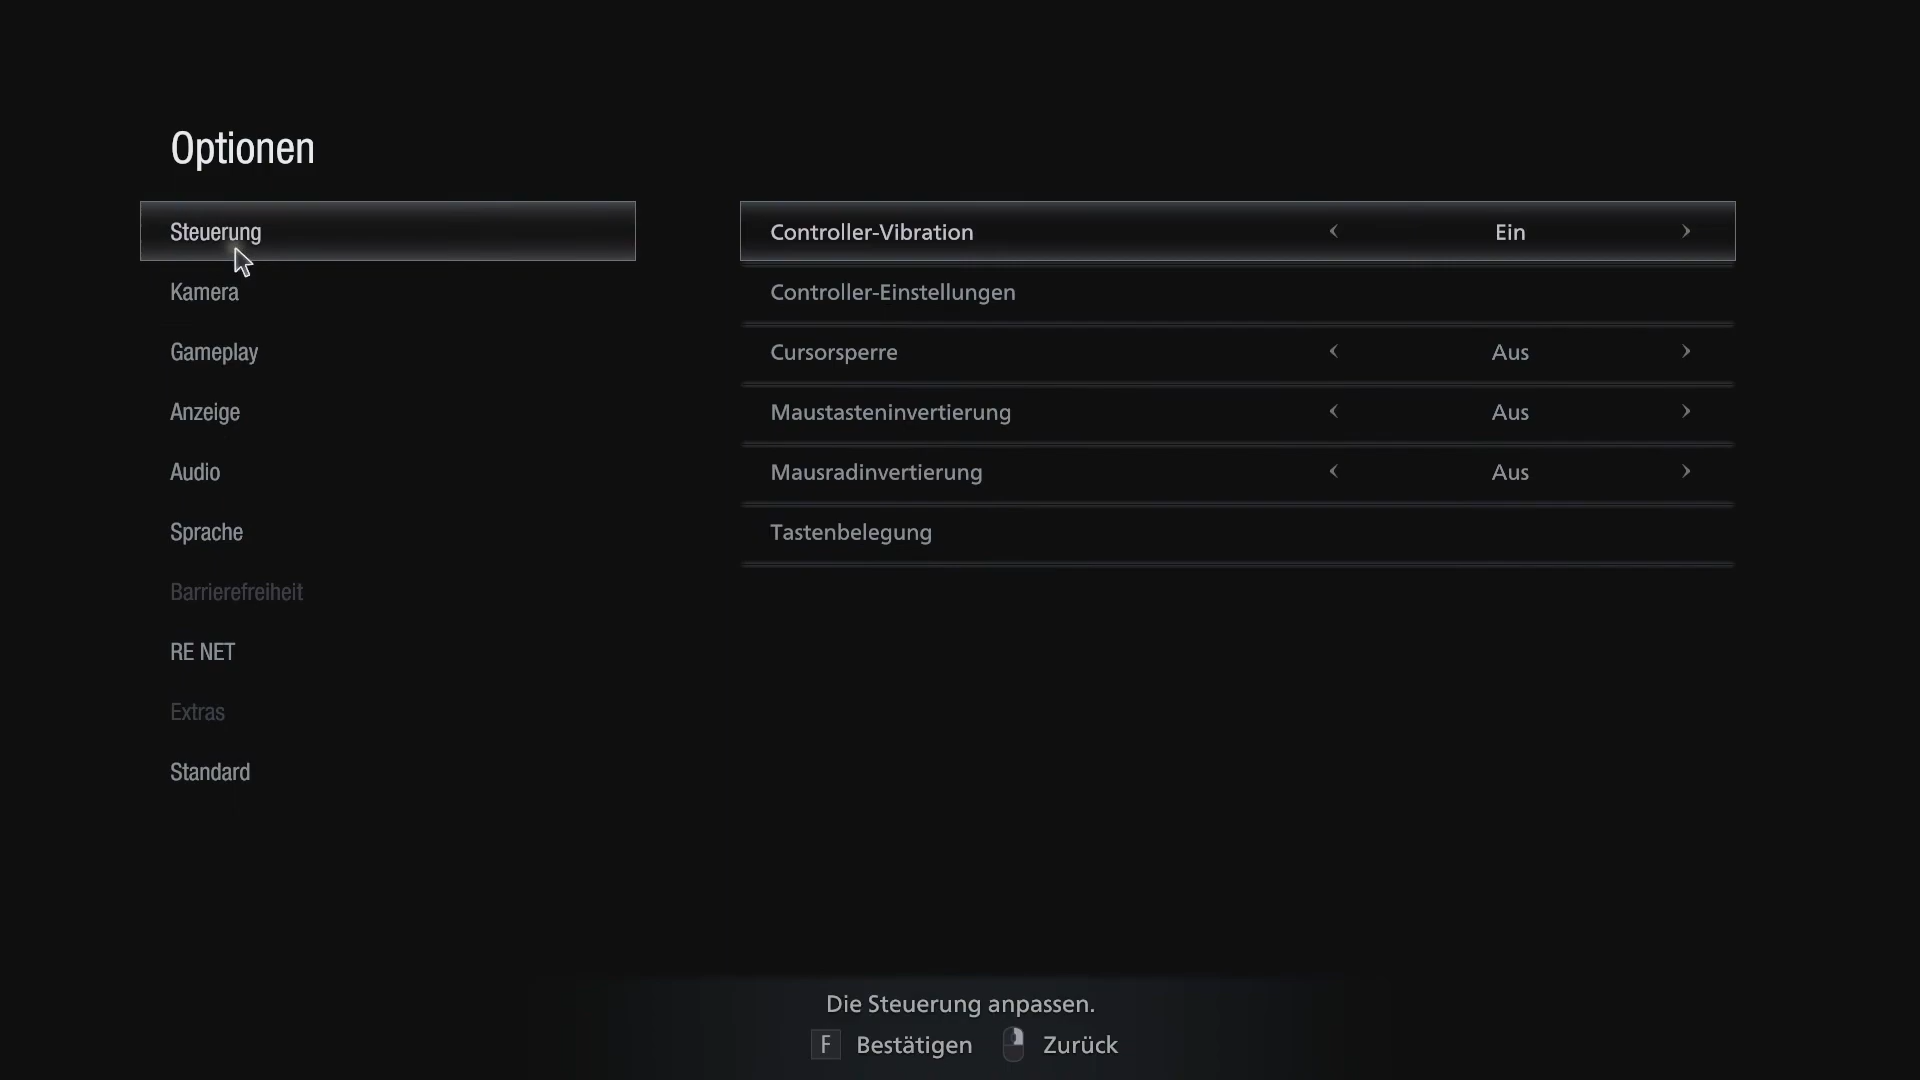 Optionen
Steuerung
Kamera
Gameplay
Anzeige
Audio
Sprache
Barrierefreiheit
RE NET
Extras
Standard
Controller-Vibration Ein
Controller-Einstellungen
Cursorsperre Aus
Maustasteninvertierung Aus
Mausradinvertierung Aus
Tastenbelegung
Die Steuerung anpassen.
F Bestätigen Zurück